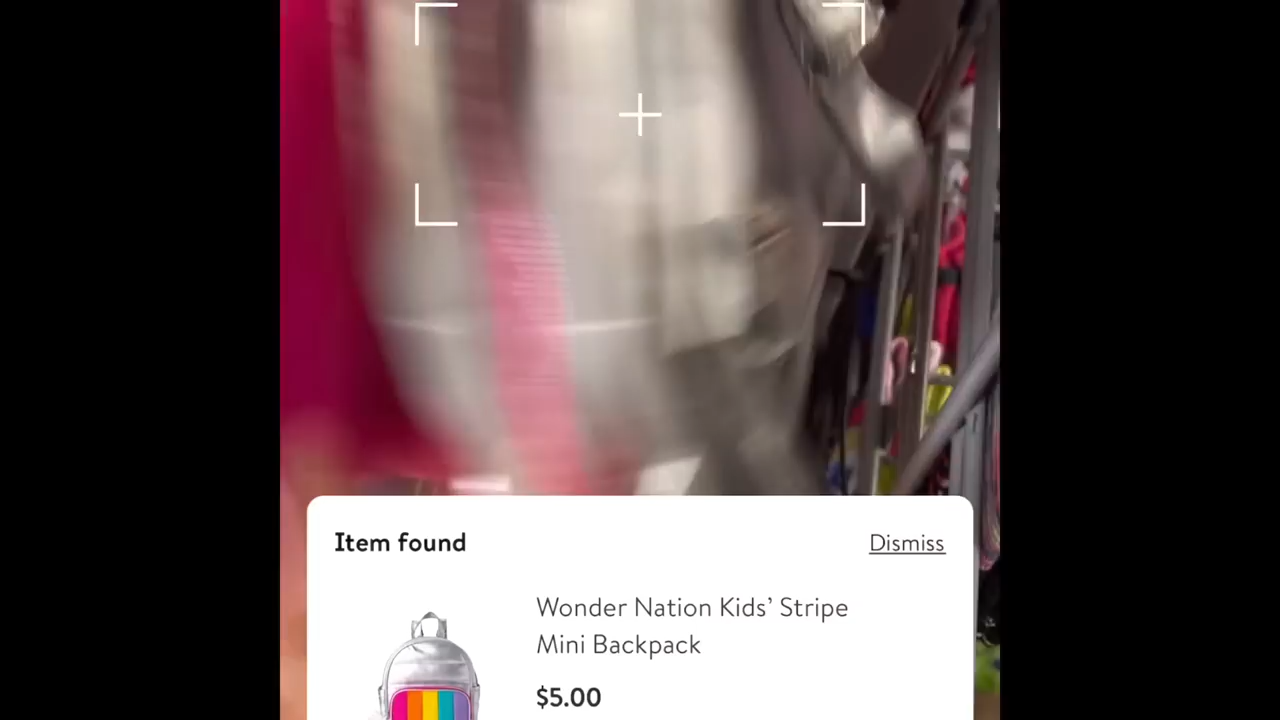 Item found
Dismiss
Wonder Nation Kids’ Stripe
Mini Backpack
$5.00